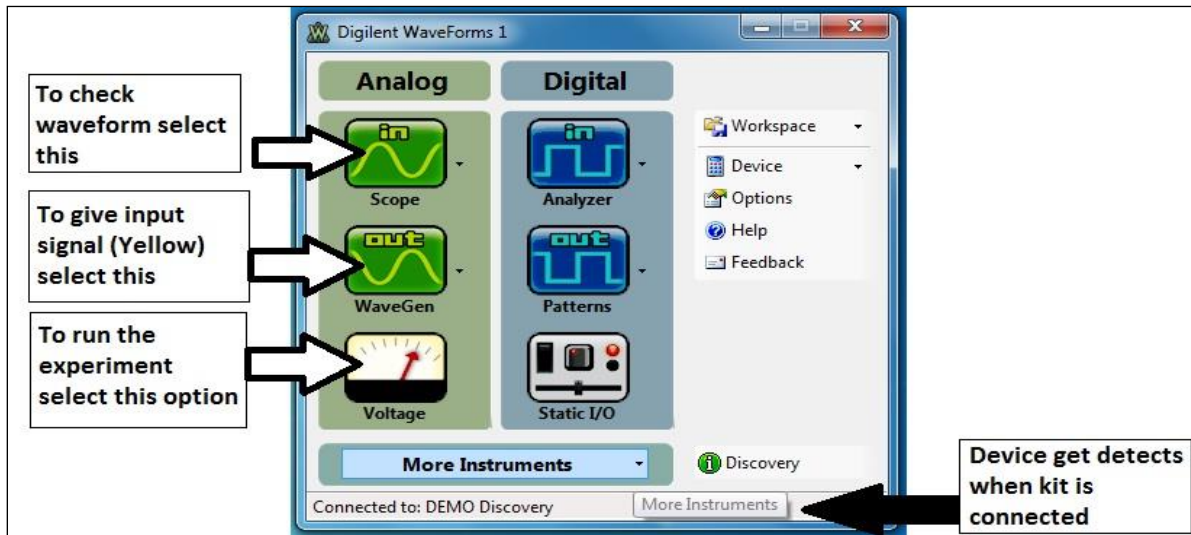 Digilent WaveForms 1
Analog
Digital
To check
waveform select
this
in
Scope
in
Analyzer
Workspace
Device
Options
Help
Feedback
To give input
signal (Yellow)
select this
out
WaveGen
out
Patterns
To run the
experiment
select this option
Voltage
Static I/O
More Instruments
Discovery
Connected to: DEMO Discovery
More Instruments
Device get detects
when kit is
connected